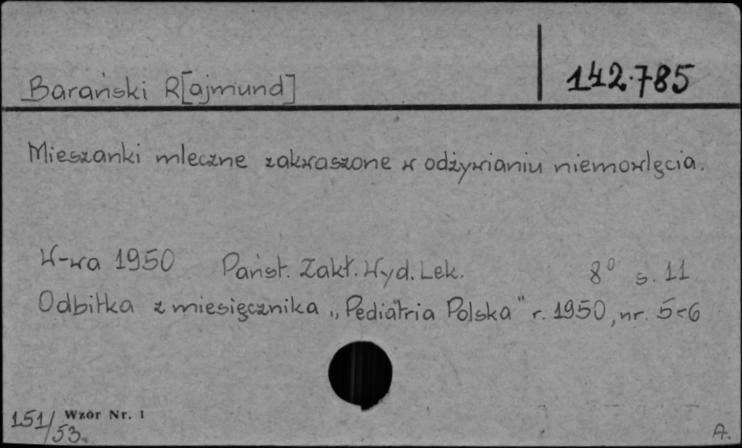 Barański R[ajmund]
142.785
Mieszanki mleczne zakwaszone w odżywianiu niemowlęcia.
W-wa 1950 Państ. Zakł. Wyd. Lek. 8° s. 11
Odbitka z miesięcznika „Pediatria Polska" r. 1950, nr. 5-6
151/53.
Wzór Nr. 1
A.